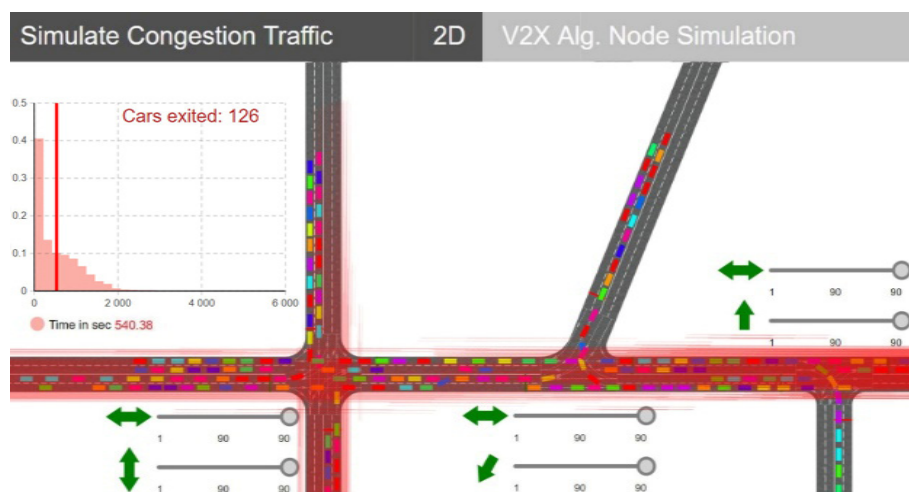 Simulate Congestion Traffic 2D V2X Alg. Node Simulation
0.5
Cars exited: 126
0.4
0.3
0.2
0.1
0
0 2 000 4 000 6 000
Time in sec 540.38
1 90 90
1 90 90
1 90 90
1 90 90
1 90 90
1 90 90